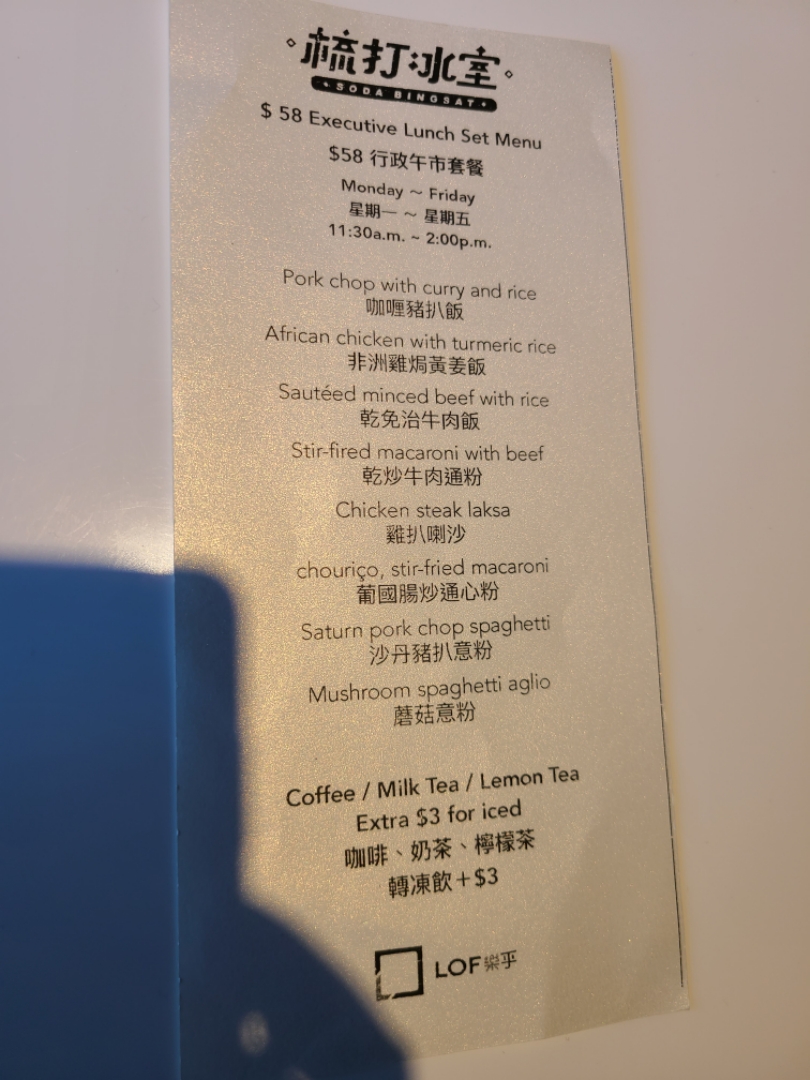 梳打冰室
SODA BINGSAT
$ 58 Executive Lunch Set Menu
$58 行政午市套餐
Monday ～ Friday
星期一 ～ 星期五
11:30a.m. ~ 2:00p.m.
Pork chop with curry and rice
咖喱豬扒飯
African chicken with turmeric rice
非洲雞焗黃姜飯
Sautéed minced beef with rice
乾免治牛肉飯
Stir-fired macaroni with beef
乾炒牛肉通粉
Chicken steak laksa
雞扒喇沙
chouriço, stir-fried macaroni
葡國腸炒通心粉
Saturn pork chop spaghetti
沙丹豬扒意粉
Mushroom spaghetti aglio
蘑菇意粉
Coffee / Milk Tea / Lemon Tea
Extra $3 for iced
咖啡、奶茶、檸檬茶
轉凍飲＋$3
LOF樂乎